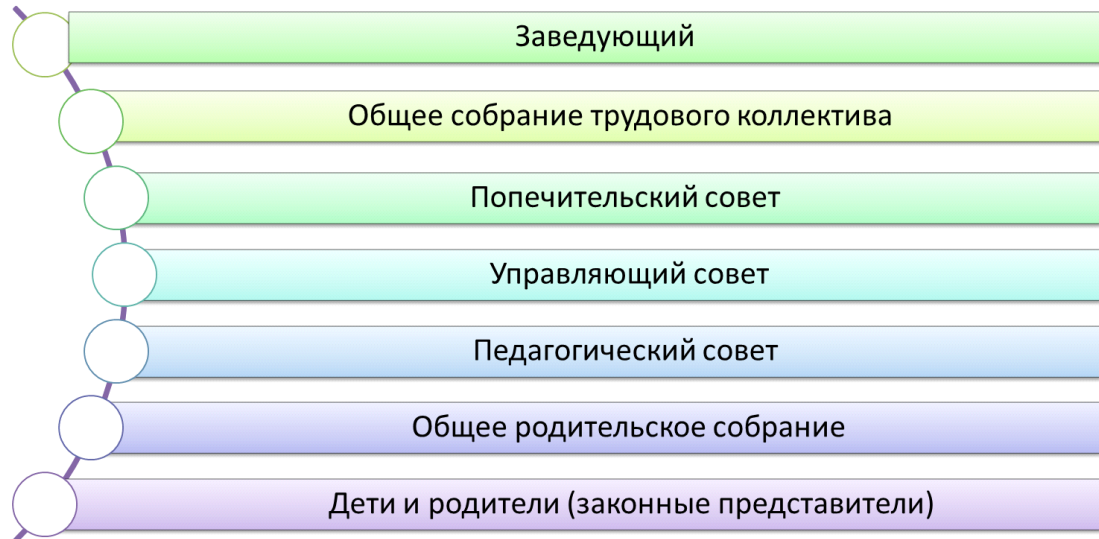 Заведующий
Общее собрание трудового коллектива
Попечительский совет
Управляющий совет
Педагогический совет
Общее родительское собрание
Дети и родители (законные представители)